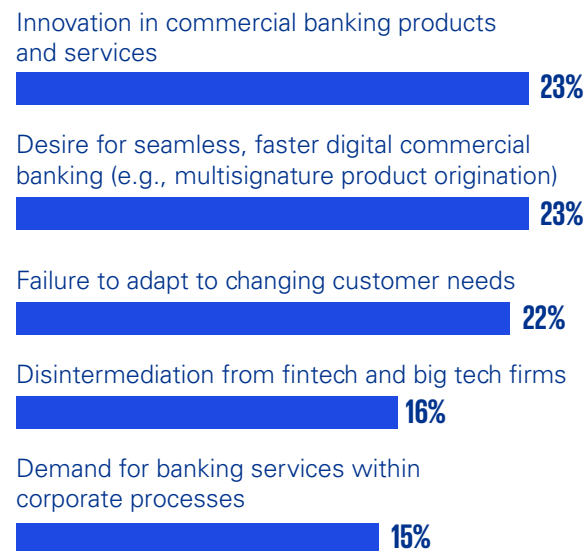 Innovation in commercial banking products
and services
23%
Desire for seamless, faster digital commercial
banking (e.g., multisignature product origination)
23%
Failure to adapt to changing customer needs
22%
Disintermediation from fintech and big tech firms
16%
Demand for banking services within
corporate processes
15%